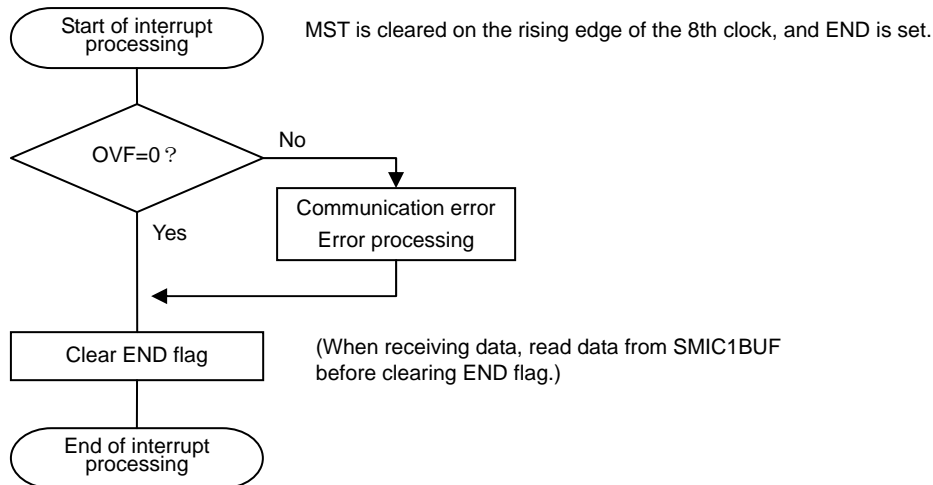 Start of interrupt
processing
MST is cleared on the rising edge of the 8th clock, and END is set.
OVF=0？
No
Communication error
Error processing
Yes
Clear END flag
(When receiving data, read data from SMIC1BUF
before clearing END flag.)
End of interrupt
processing